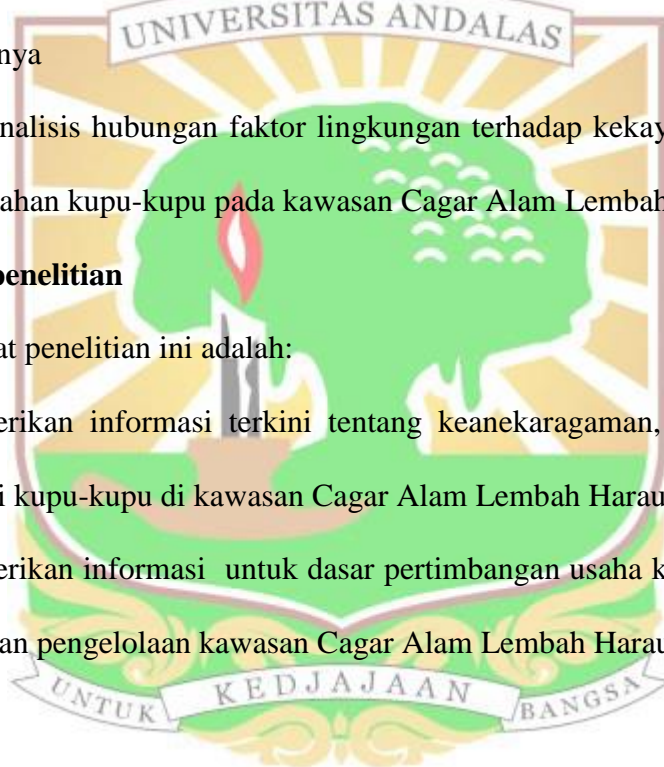 UNIVERSITAS ANDALAS
nya
nalisis hubungan faktor lingkungan terhadap kekay
ahan kupu-kupu pada kawasan Cagar Alam Lembah
penelitian
at penelitian ini adalah:
erikan informasi terkini tentang keanekaragaman,
i kupu-kupu di kawasan Cagar Alam Lembah Harau
erikan informasi untuk dasar pertimbangan usaha k
an pengelolaan kawasan Cagar Alam Lembah Harau
UNTUK KEDJAJAAN BANGSA